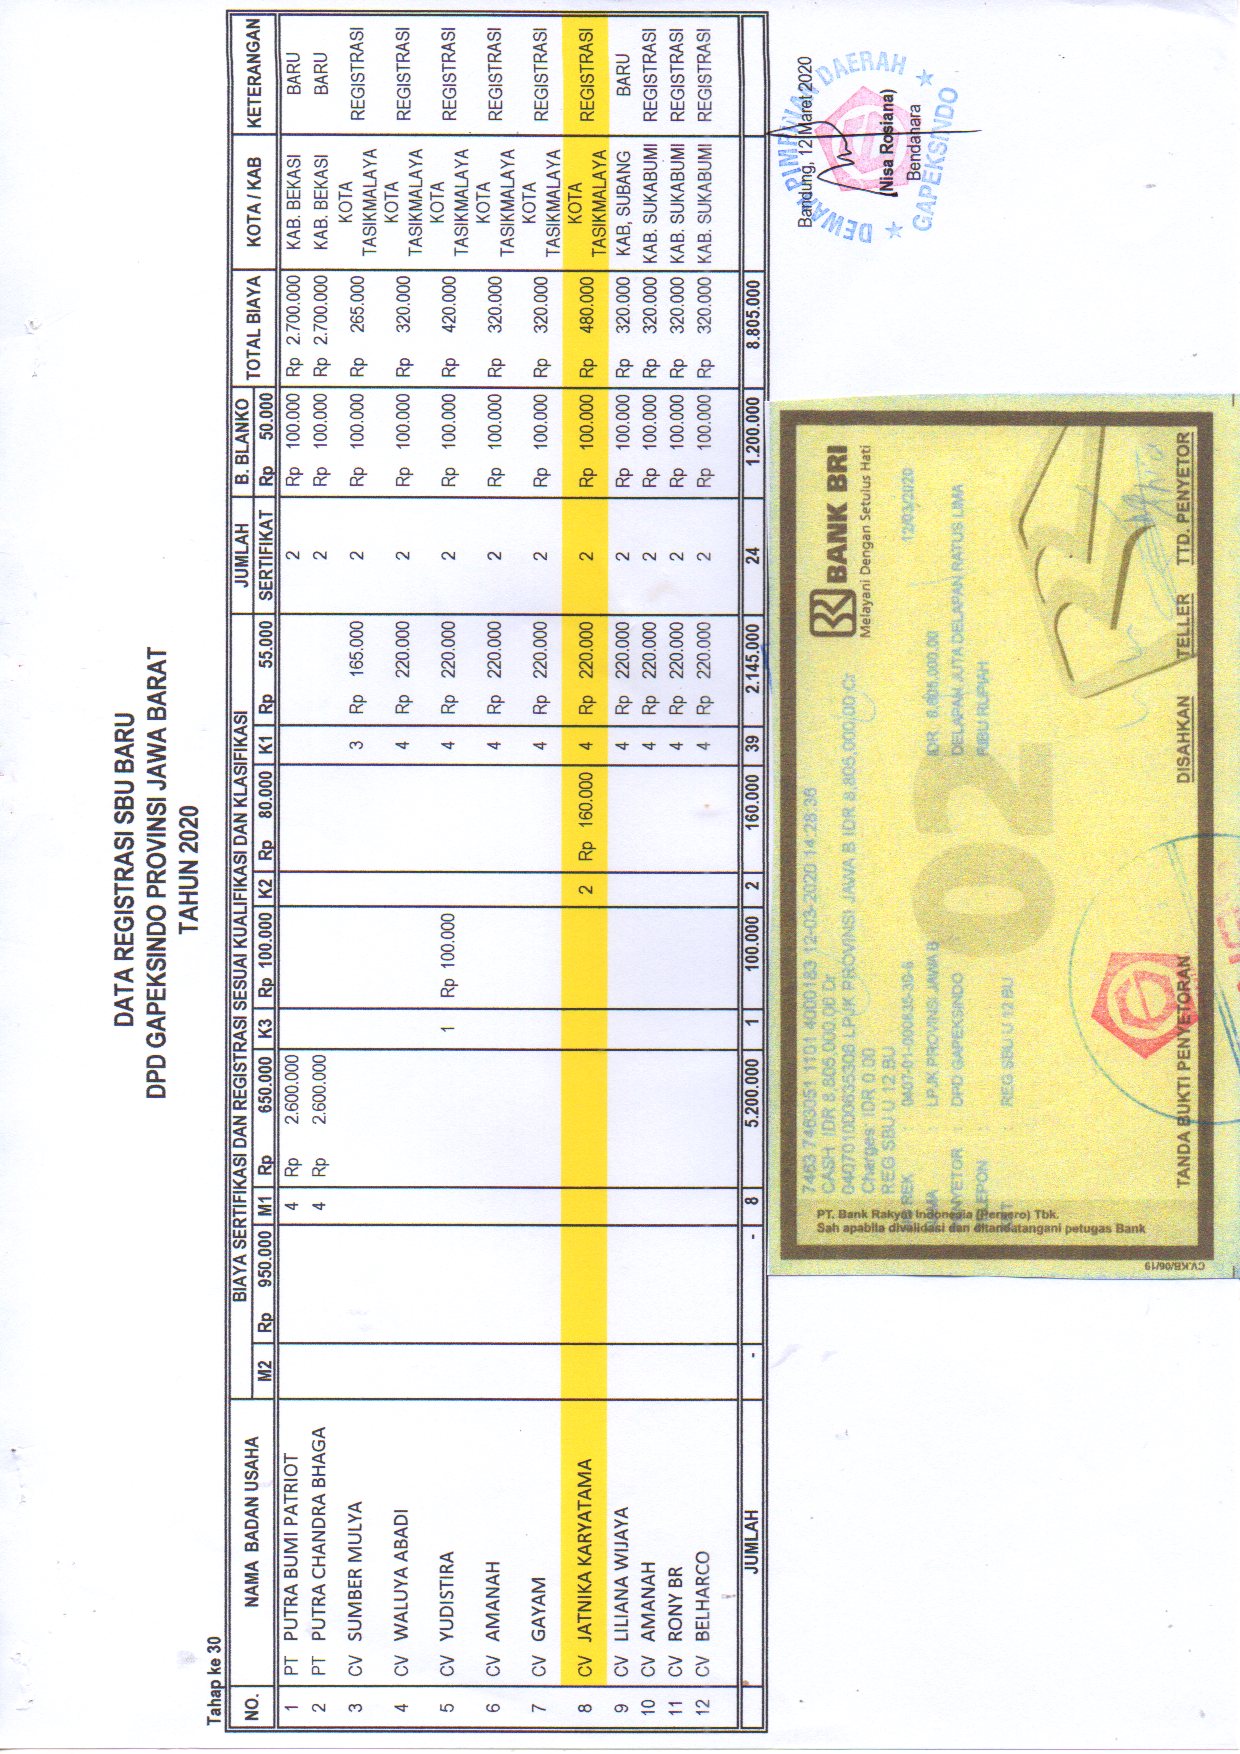 DATA REGISTRASI SBU BARU
DPD GAPEKSINDO PROVINSI JAWA BARAT
TAHUN 2020
Tahap ke 30
NO. NAMA BADAN USAHA BIAYA SERTIFIKASI DAN REGISTRASI SESUAI KUALIFIKASI DAN KLASIFIKASI JUMLAH B. BLANKO TOTAL BIAYA KOTA / KAB KETERANGAN
M2 Rp 950.000 M1 Rp 650.000 K3 Rp 100.000 K2 Rp 80.000 K1 Rp 55.000 SERTIFIKAT Rp 50.000
1 PT PUTRA BUMI PATRIOT 4 Rp 2.600.000 2 Rp 100.000 Rp 2.700.000 KAB. BEKASI BARU
2 PT PUTRA CHANDRA BHAGA 4 Rp 2.600.000 2 Rp 100.000 Rp 2.700.000 KAB. BEKASI BARU
3 CV SUMBER MULYA 3 Rp 165.000 2 Rp 100.000 Rp 265.000 KOTA TASIKMALAYA REGISTRASI
4 CV WALUYA ABADI 4 Rp 220.000 2 Rp 100.000 Rp 320.000 KOTA TASIKMALAYA REGISTRASI
5 CV YUDISTIRA 1 Rp 100.000 4 Rp 220.000 2 Rp 100.000 Rp 420.000 KOTA TASIKMALAYA REGISTRASI
6 CV AMANAH 4 Rp 220.000 2 Rp 100.000 Rp 320.000 KOTA TASIKMALAYA REGISTRASI
7 CV GAYAM 4 Rp 220.000 2 Rp 100.000 Rp 320.000 KOTA TASIKMALAYA REGISTRASI
8 CV JATNIKA KARYATAMA 2 Rp 160.000 4 Rp 220.000 2 Rp 100.000 Rp 480.000 KOTA TASIKMALAYA REGISTRASI
9 CV LILIANA WIJAYA 4 Rp 220.000 2 Rp 100.000 Rp 320.000 KAB, SUBANG BARU
10 CV AMANAH 4 Rp 220.000 2 Rp 100.000 Rp 320.000 KAB. SUKABUMI REGISTRASI
11 CV RONY BR 4 Rp 220.000 2 Rp 100.000 Rp 320.000 KAB. SUKABUMI REGISTRASI
12 CV BELHARCO 4 Rp 220.000 2 Rp 100.000 Rp 320.000 KAB. SUKABUMI REGISTRASI
JUMLAH - - 8 5.200.000 1 100.000 2 160.000 39 2.145.000 24 1.200.000 8.805.000
Bandung, 12 Maret 2020
(Nisa Rosiana)
Bendahara
DEWAN PIMPINAN DAERAH
GAPEKSINDO
BANK BRI
Melayani Dengan Setulus Hati
02
12-03-2020 14:28:36
CASH IDR 8.805.000,00 Dr
LPJK PROVINSI JAWA B IDR 8.805.000,00 Cr
Charges: IDR 0.00
REG SBU U 12 BU
12/03/2020
LPJK PROVINSI JAWA B IDR 8.805.000,00
NYETOR : DPD GAPEKSINDO DELAPAN JUTA DELAPAN RATUS LIMA
RIBU RUPIAH
REG SBU U 12 BU
PT. Bank Rakyat Indonesia (Persero) Tbk.
Sah apabila divalidasi dan ditandatangani petugas Bank
TANDA BUKTI PENYETORAN DISAHKAN TELLER TTD. PENYETOR
CV.KB/06/19